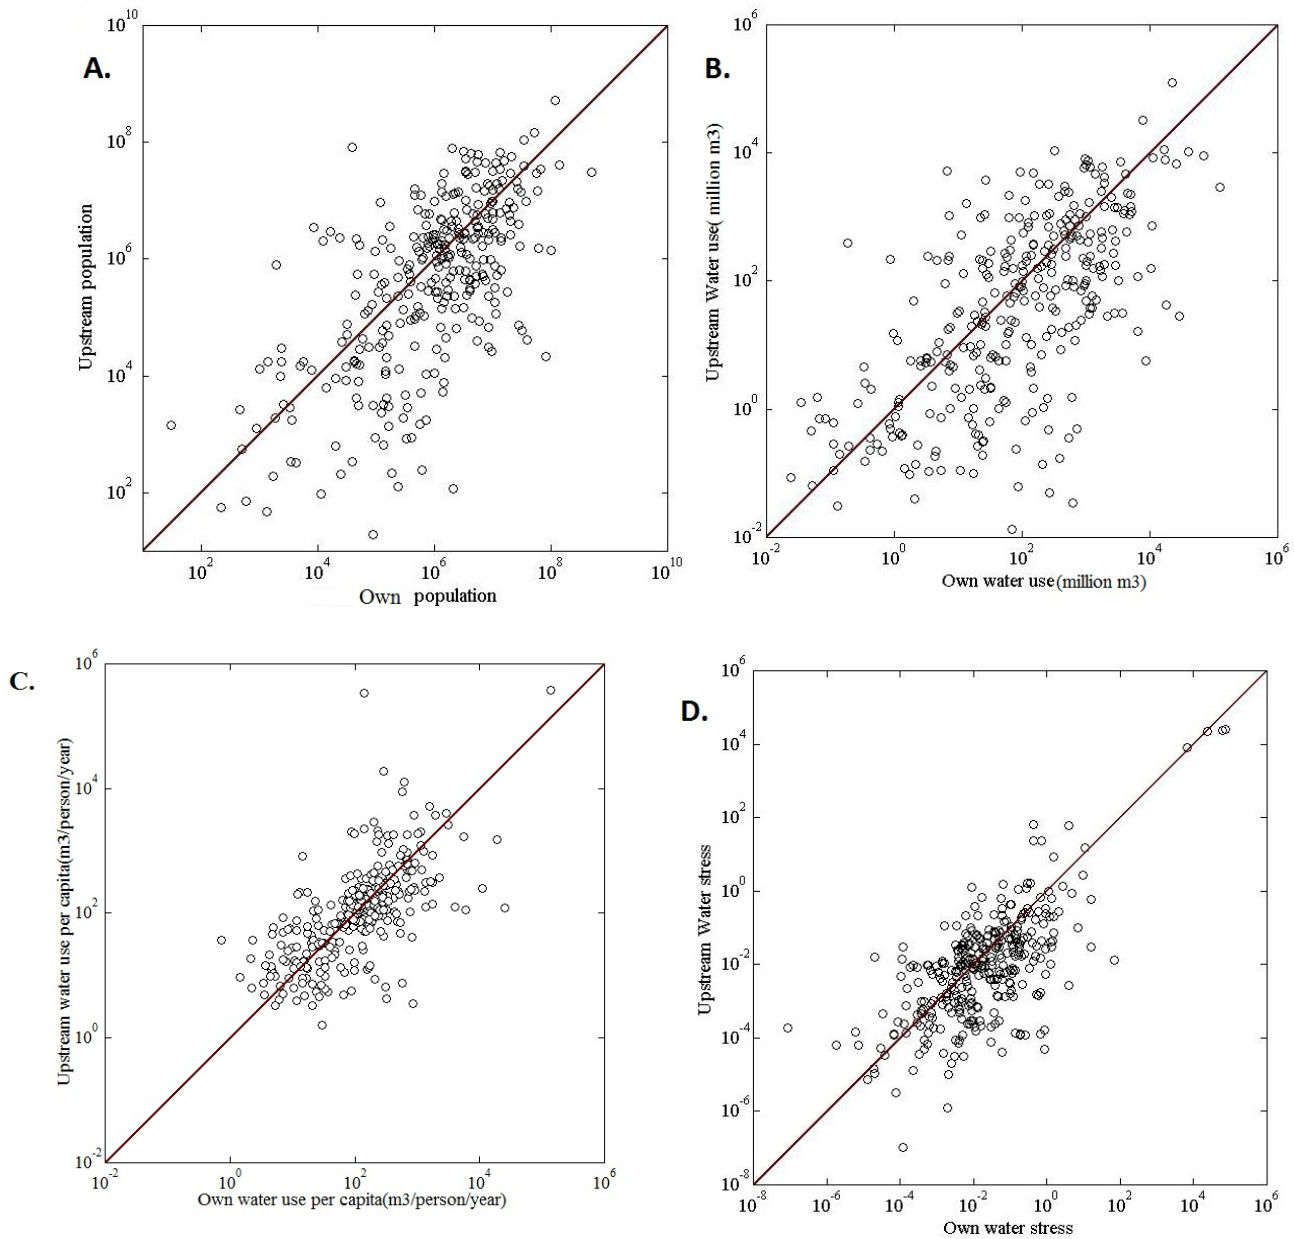 A.
10^10
10^8
10^6
10^4
10^2
Upstream population
10^2 10^4 10^6 10^8 10^10
Own population
B.
10^6
10^4
10^2
10^0
10^-2
Upstream Water use( million m3)
10^-2 10^0 10^2 10^4 10^6
Own water use(million m3)
C.
10^6
10^4
10^2
10^0
10^-2
Upstream water use per capita(m3/person/year)
10^-2 10^0 10^2 10^4 10^6
Own water use per capita(m3/person/year)
D.
10^6
10^4
10^2
10^0
10^-2
10^-4
10^-6
10^-8
Upstream Water stress
10^-8 10^-6 10^-4 10^-2 10^0 10^2 10^4 10^6
Own water stress